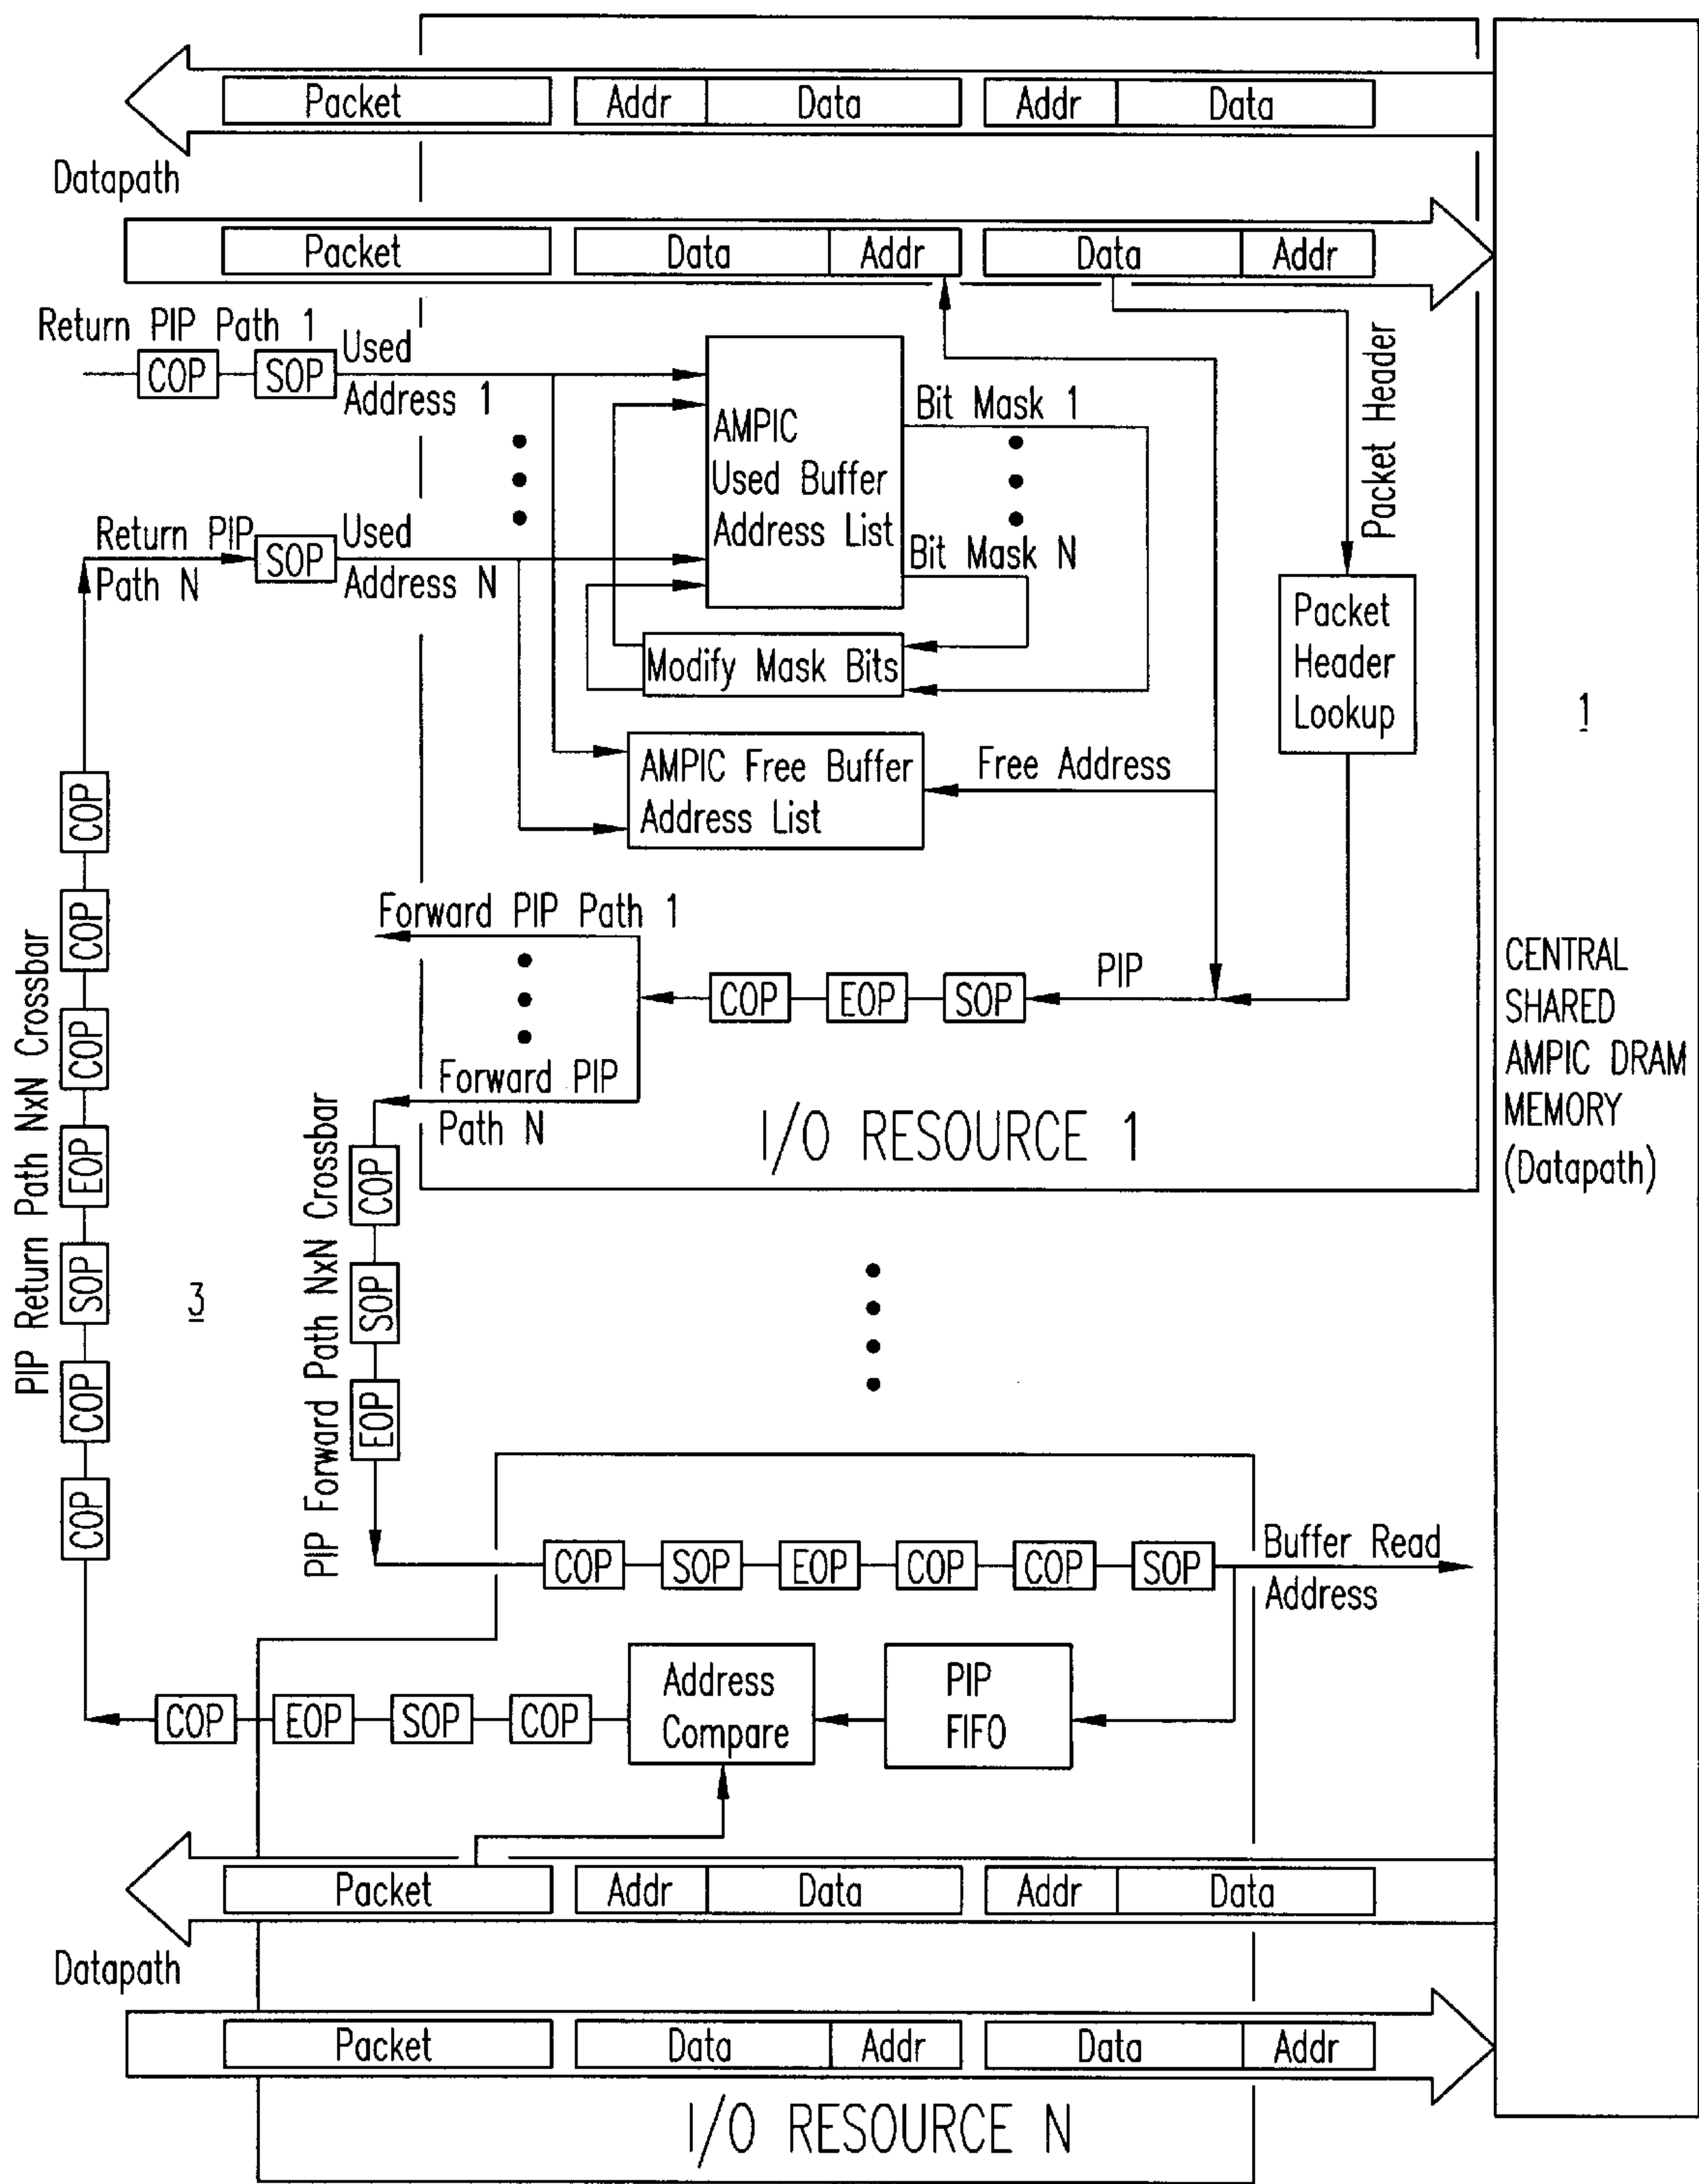 Packet Addr Data Addr Data
Datapath
Packet Data Addr Data Addr
Return PIP Path 1
COP SOP
Used
Address 1
Return PIP
Path N
SOP
Used
Address N
AMPIC
Used Buffer
Address List
Bit Mask 1
Bit Mask N
Modify Mask Bits
AMPIC Free Buffer
Address List
Free Address
Packet Header
Packet
Header
Lookup
1
CENTRAL
SHARED
AMPIC DRAM
MEMORY
(Datapath)
Forward PIP Path 1
COP EOP SOP
PIP
Forward PIP
Path N
I/O RESOURCE 1
PIP Return Path NxN Crossbar
COP COP EOP SOP
COP
COP
COP
3
PIP Forward Path NxN Crossbar
COP
SOP
EOP
COP SOP EOP COP COP SOP
Buffer Read
Address
COP EOP SOP COP
Address
Compare
PIP
FIFO
Packet Addr Data Addr Data
Datapath
Packet Data Addr Data Addr
I/O RESOURCE N